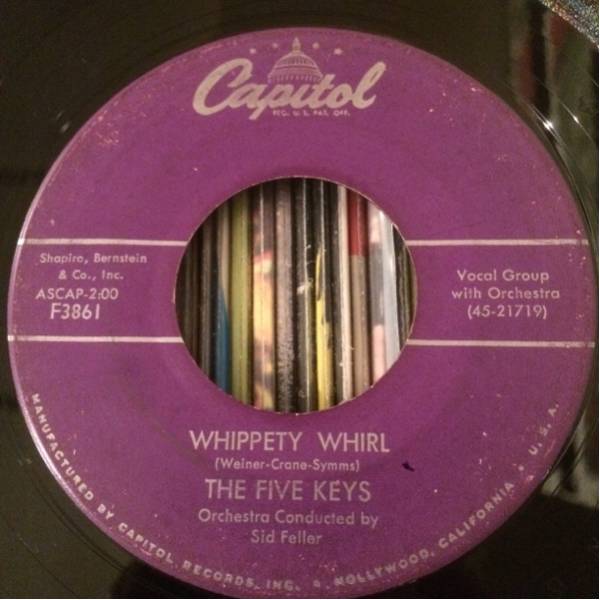 Capitol
REG. U.S. PAT. OFF.
Shapiro, Bernstein
& Co., Inc.
ASCAP-2:00
F3861
Vocal Group
with Orchestra
(45-21719)
WHIPPETY WHIRL
(Weiner-Crane-Symms)
THE FIVE KEYS
Orchestra Conducted by
Sid Feller
MANUFACTURED BY CAPITOL RECORDS, INC. • HOLLYWOOD, CALIFORNIA • U.S.A.